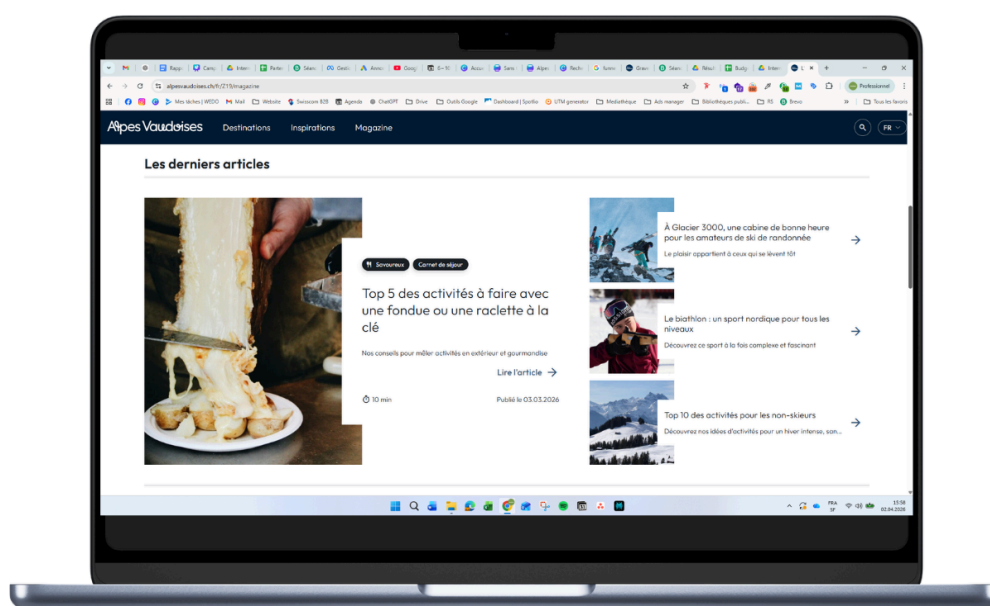 alpesvaudoises.ch/fr/Z19/magazine
Professionnel
Mes tâches | WEDO
Mail
Website
Swisscom B2B
Agenda
ChatGPT
Drive
Outils Google
Dashboard | Spotlio
UTM generator
Mediathèque
Ads manager
Bibliothèques publi...
P.S
Brevo
Tous les favoris
Alpes Vaudoises
Destinations
Inspirations
Magazine
FR
Les derniers articles
Savoureux
Carnet de séjour
Top 5 des activités à faire avec
une fondue ou une raclette à la
clé
Nos conseils pour mêler activités en extérieur et gourmandise
Lire l'article
10 min
Publié le 03.03.2026
À Glacier 3000, une cabine de bonne heure
pour les amateurs de ski de randonnée
Le plaisir appartient à ceux qui se lèvent tôt
Le biathlon : un sport nordique pour tous les
niveaux
Découvrez ce sport à la fois complexe et fascinant
Top 10 des activités pour les non-skieurs
Découvrez nos idées d'activités pour un hiver intense, san...
FRA
SF
15:58
02.04.2026